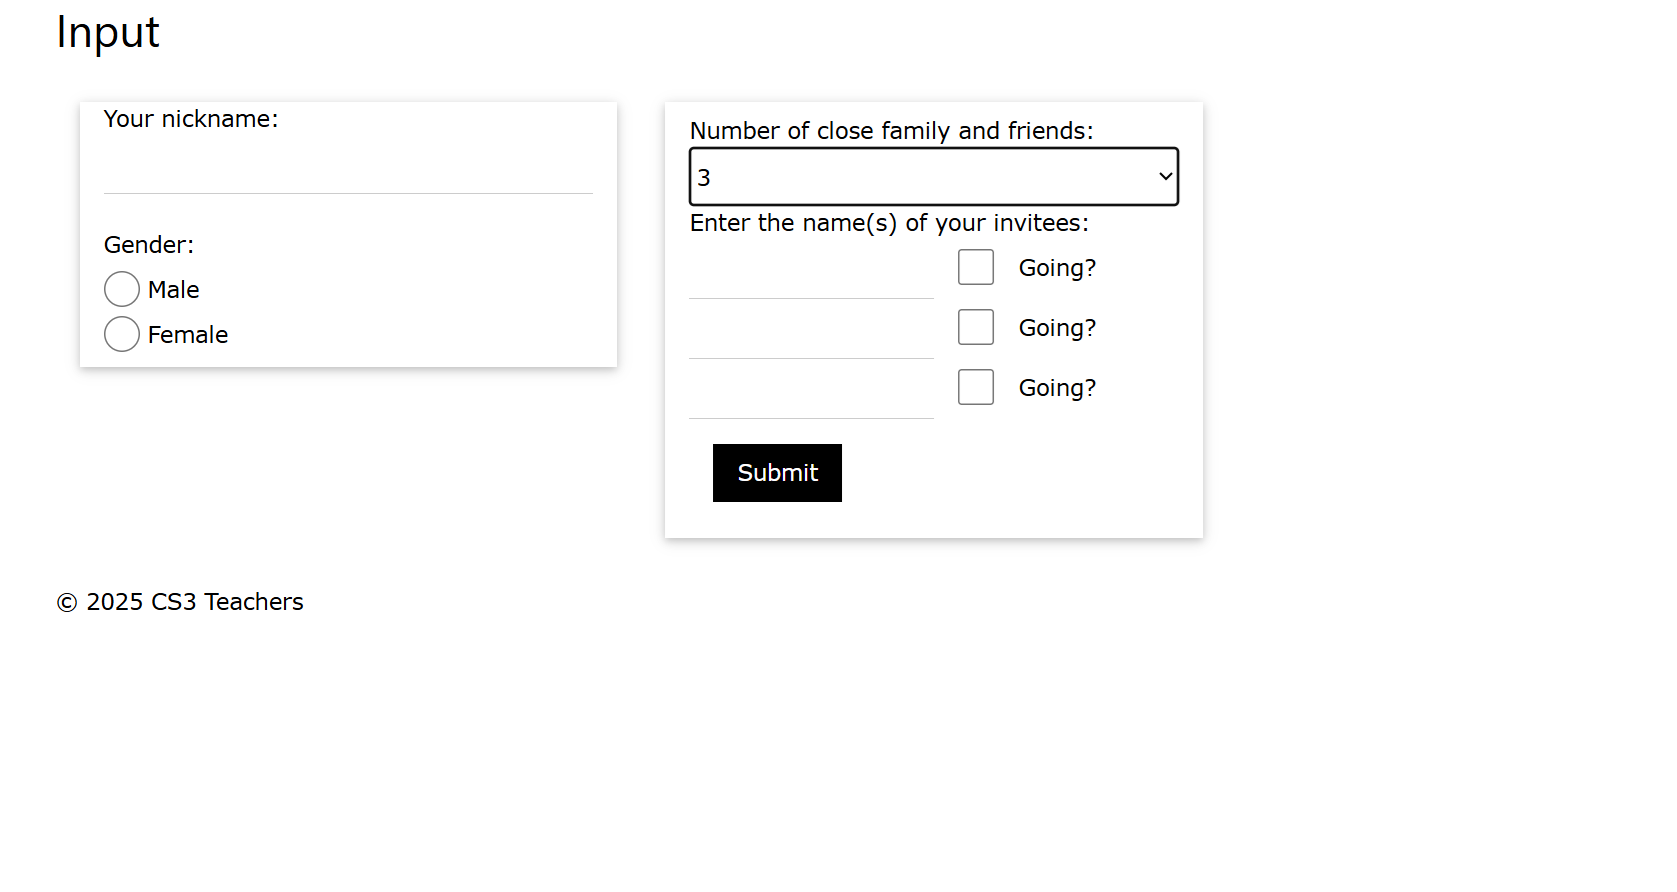 Input
Your nickname:
Gender:
Male
Female
Number of close family and friends:
3
Enter the name(s) of your invitees:
Going?
Going?
Going?
Submit
© 2025 CS3 Teachers